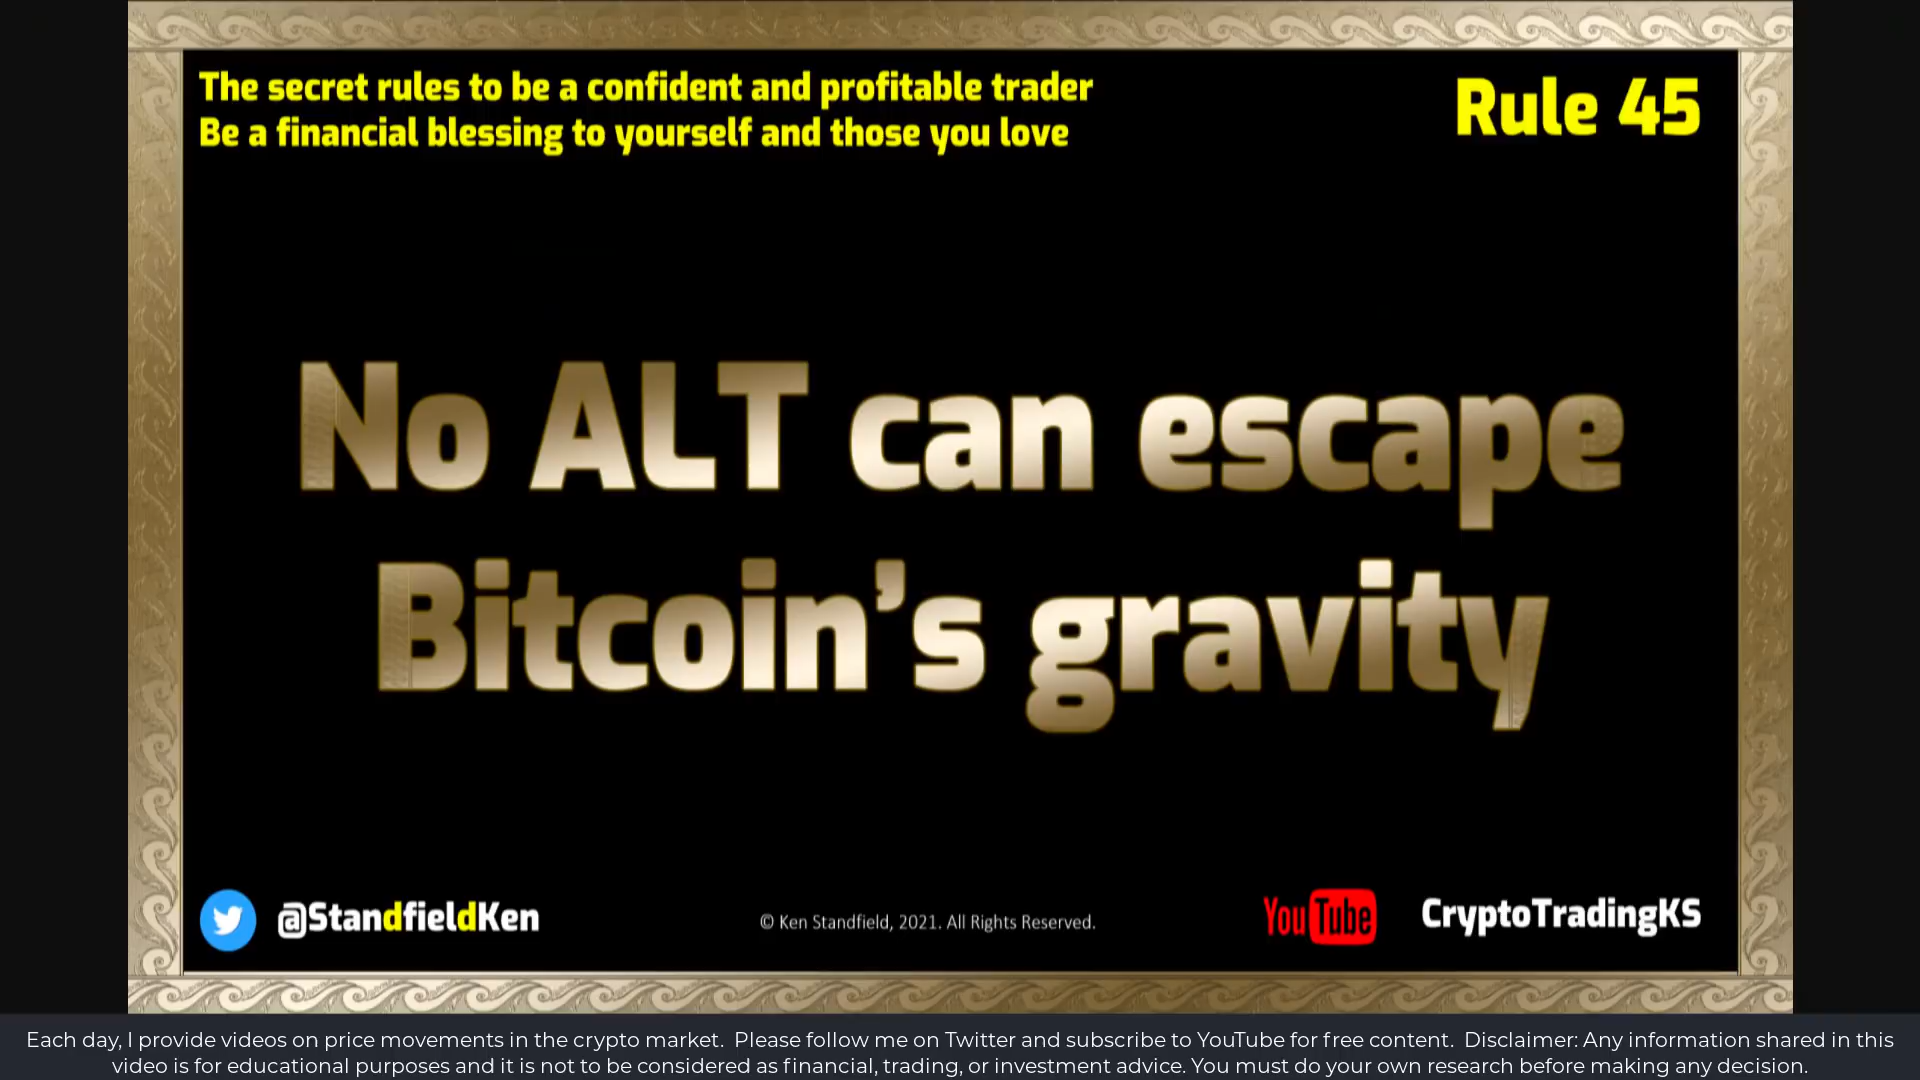 The secret rules to be a confident and profitable trader
Be a financial blessing to yourself and those you love
Rule 45
No ALT can escape
Bitcoin’s gravity
@StandfieldKen
© Ken Standfield, 2021. All Rights Reserved.
YouTube
CryptoTradingKS
Each day, I provide videos on price movements in the crypto market.  Please follow me on Twitter and subscribe to YouTube for free content.  Disclaimer: Any information shared in this
video is for educational purposes and it is not to be considered as financial, trading, or investment advice. You must do your own research before making any decision.